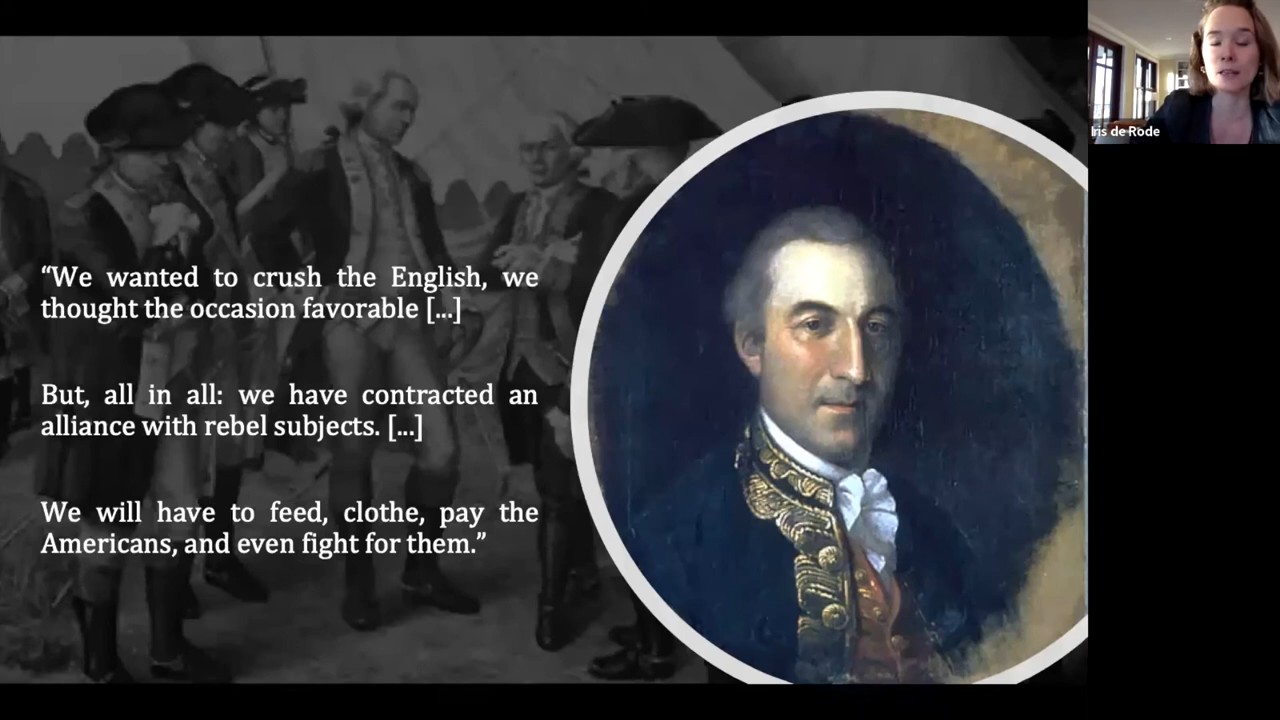 “We wanted to crush the English, we
thought the occasion favorable [...]
But, all in all: we have contracted an
alliance with rebel subjects. [...]
We will have to feed, clothe, pay the
Americans, and even fight for them.”
Iris de Rode